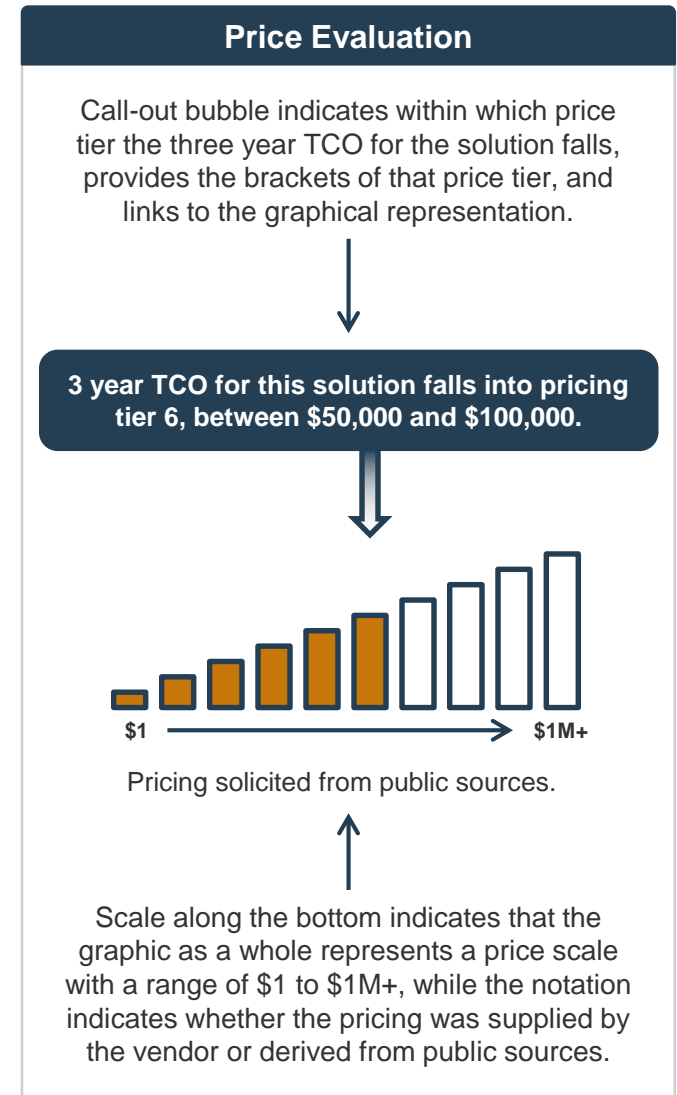 Price Evaluation
Call-out bubble indicates within which price
tier the three year TCO for the solution falls,
provides the brackets of that price tier, and
links to the graphical representation.
3 year TCO for this solution falls into pricing
tier 6, between $50,000 and $100,000.
$1
$1M+
Pricing solicited from public sources.
Scale along the bottom indicates that the
graphic as a whole represents a price scale
with a range of $1 to $1M+, while the notation
indicates whether the pricing was supplied by
the vendor or derived from public sources.